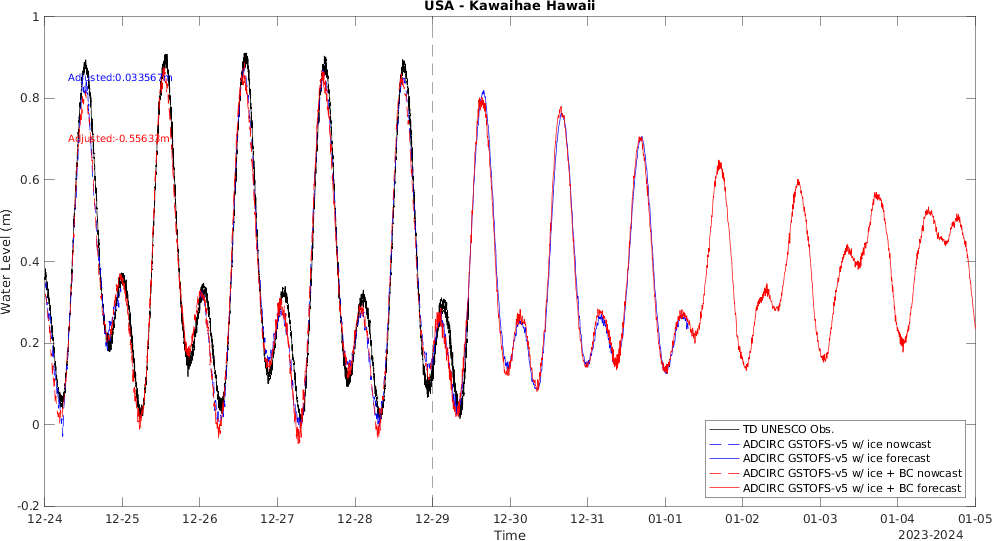 USA - Kawaihae Hawaii
1
0.8
0.6
0.4
0.2
0
-0.2
Water Level (m)
Adjusted:0.033567m
Adjusted:-0.55633m
TD UNESCO Obs.
ADCIRC GSTOFS-v5 w/ ice nowcast
ADCIRC GSTOFS-v5 w/ ice forecast
ADCIRC GSTOFS-v5 w/ ice + BC nowcast
ADCIRC GSTOFS-v5 w/ ice + BC forecast
12-24 12-25 12-26 12-27 12-28 12-29 12-30 12-31 01-01 01-02 01-03 01-04 01-05
Time
2023-2024